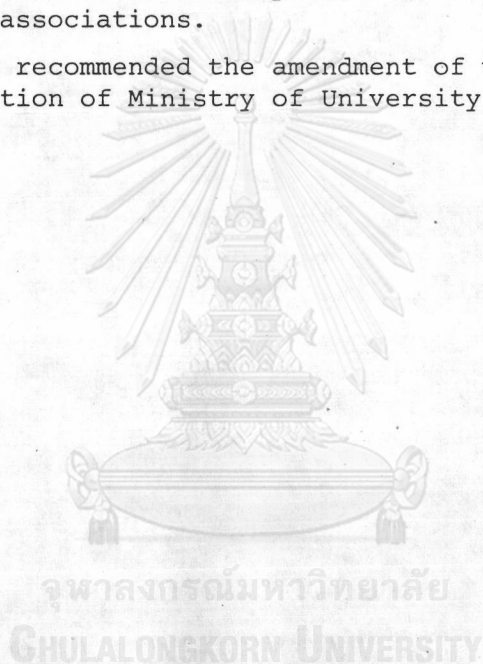 associations.
recommended the amendment of
tion of Ministry of University
จุฬาลงกรณ์มหาวิทยาลัย
CHULALONGKORN UNIVERSITY